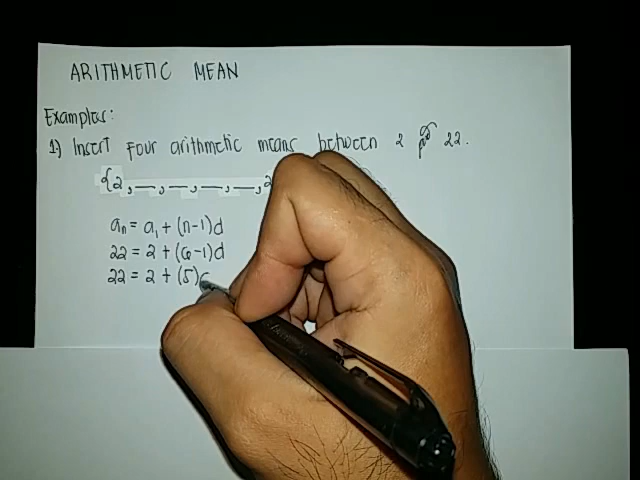 ARITHMETIC MEAN
Examples:
1) Insert four arithmetic means between 2 & 22.
{2, __, __, __, __, 2
aₙ = a₁ + (n-1)d
22 = 2 + (6-1)d
22 = 2 + (5)